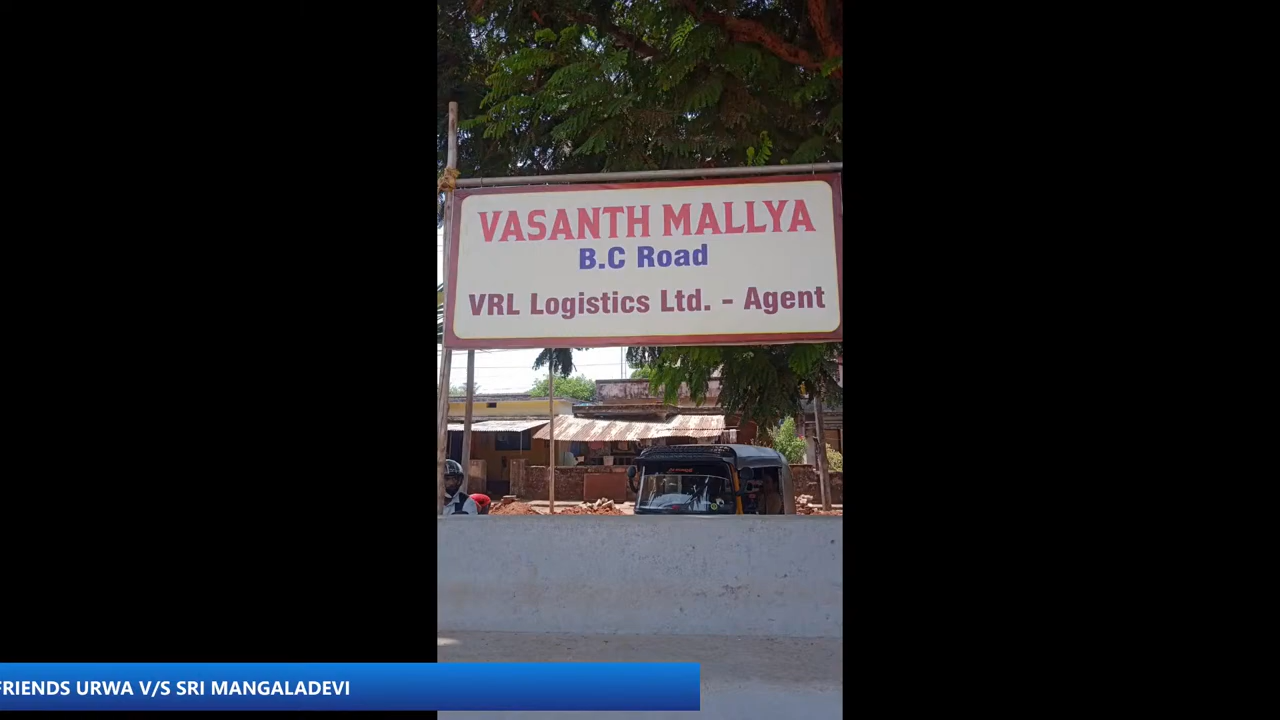 VASANTH MALLYA
B.C Road
VRL Logistics Ltd. - Agent
FRIENDS URWA V/S SRI MANGALADEVI